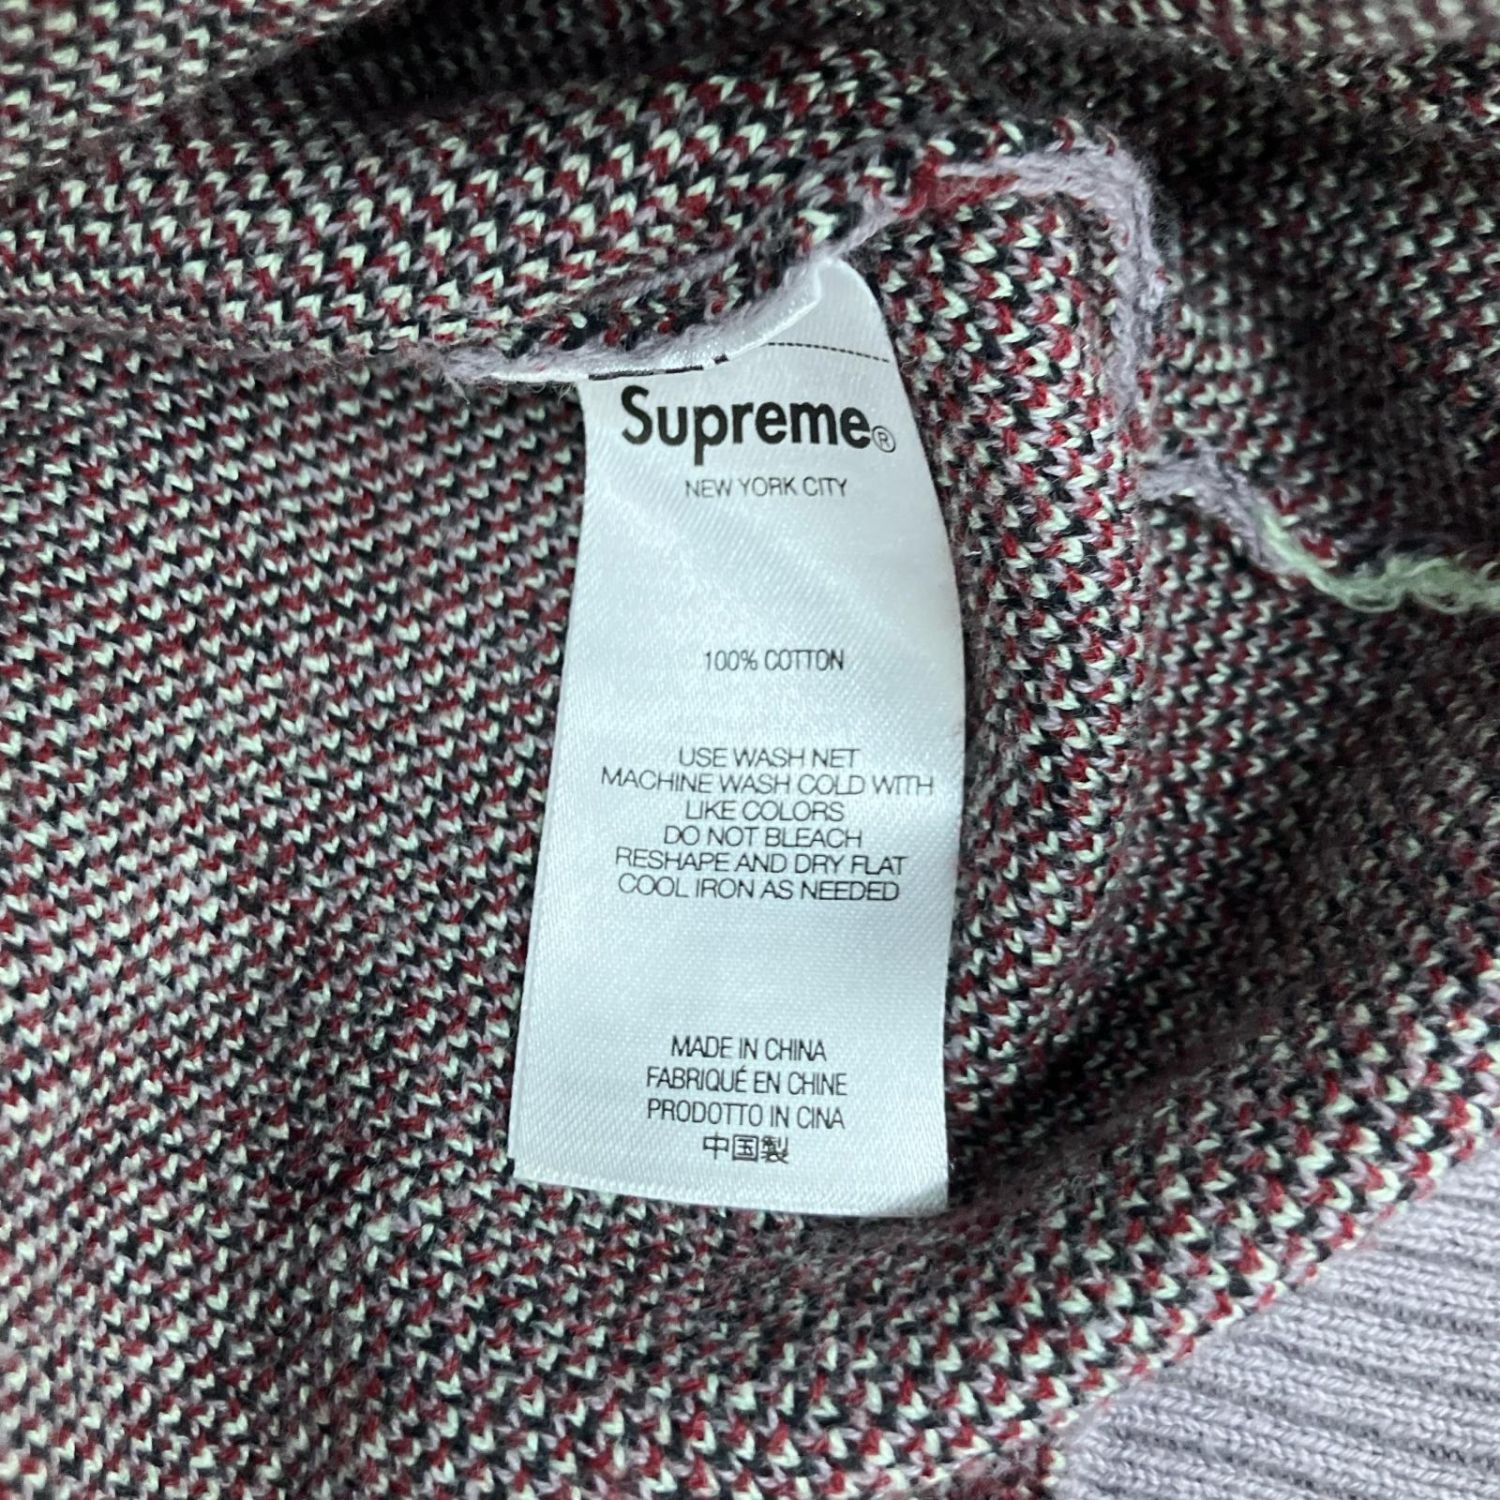 Supreme®
NEW YORK CITY
100% COTTON
USE WASH NET
MACHINE WASH COLD WITH
LIKE COLORS
DO NOT BLEACH
RESHAPE AND DRY FLAT
COOL IRON AS NEEDED
MADE IN CHINA
FABRIQUÉ EN CHINE
PRODOTTO IN CINA
中国製